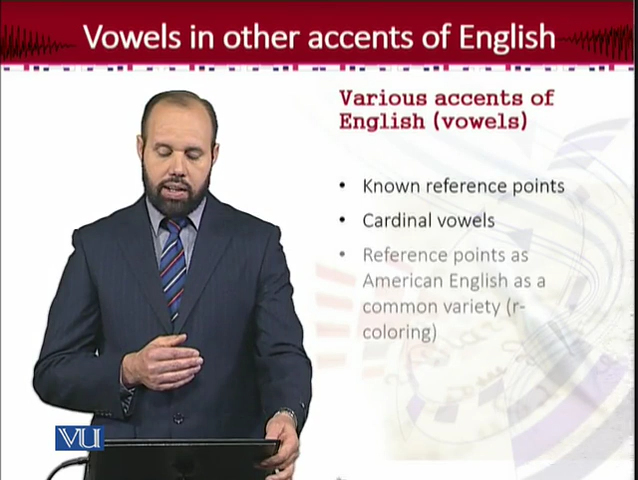 Vowels in other accents of English
Various accents of
English (vowels)
• Known reference points
• Cardinal vowels
• Reference points as
American English as a
common variety (r-
coloring)
VU